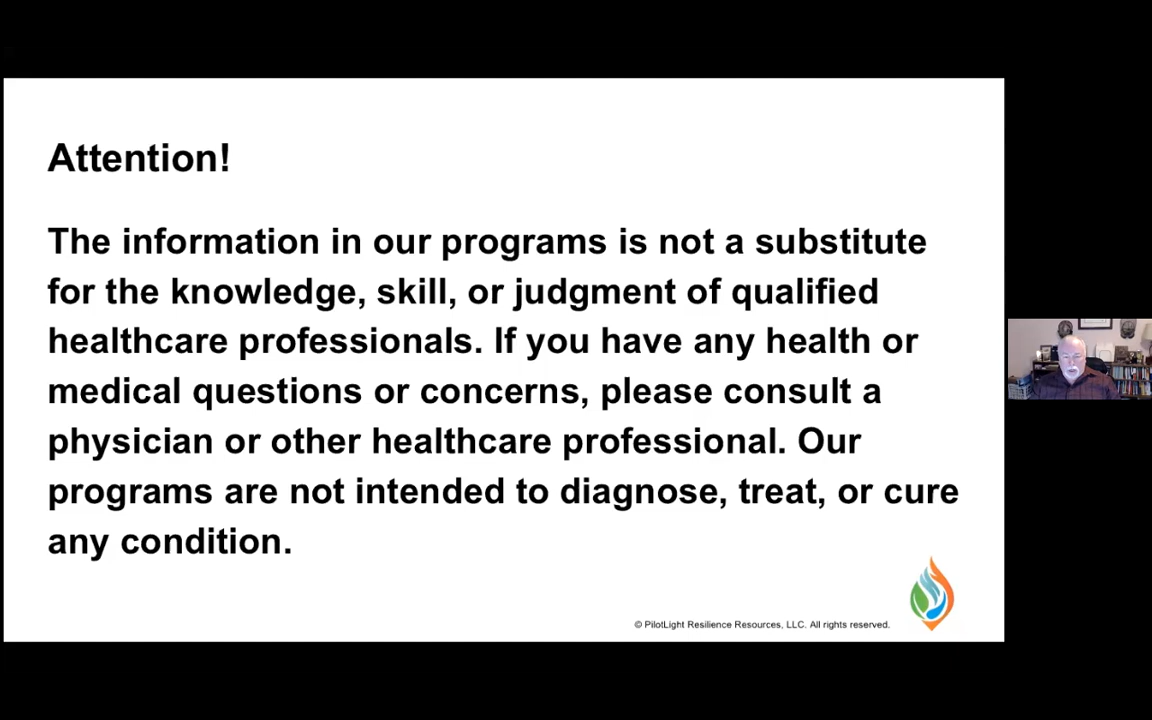 Attention!
The information in our programs is not a substitute
for the knowledge, skill, or judgment of qualified
healthcare professionals. If you have any health or
medical questions or concerns, please consult a
physician or other healthcare professional. Our
programs are not intended to diagnose, treat, or cure
any condition.
© PilotLight Resilience Resources, LLC. All rights reserved.